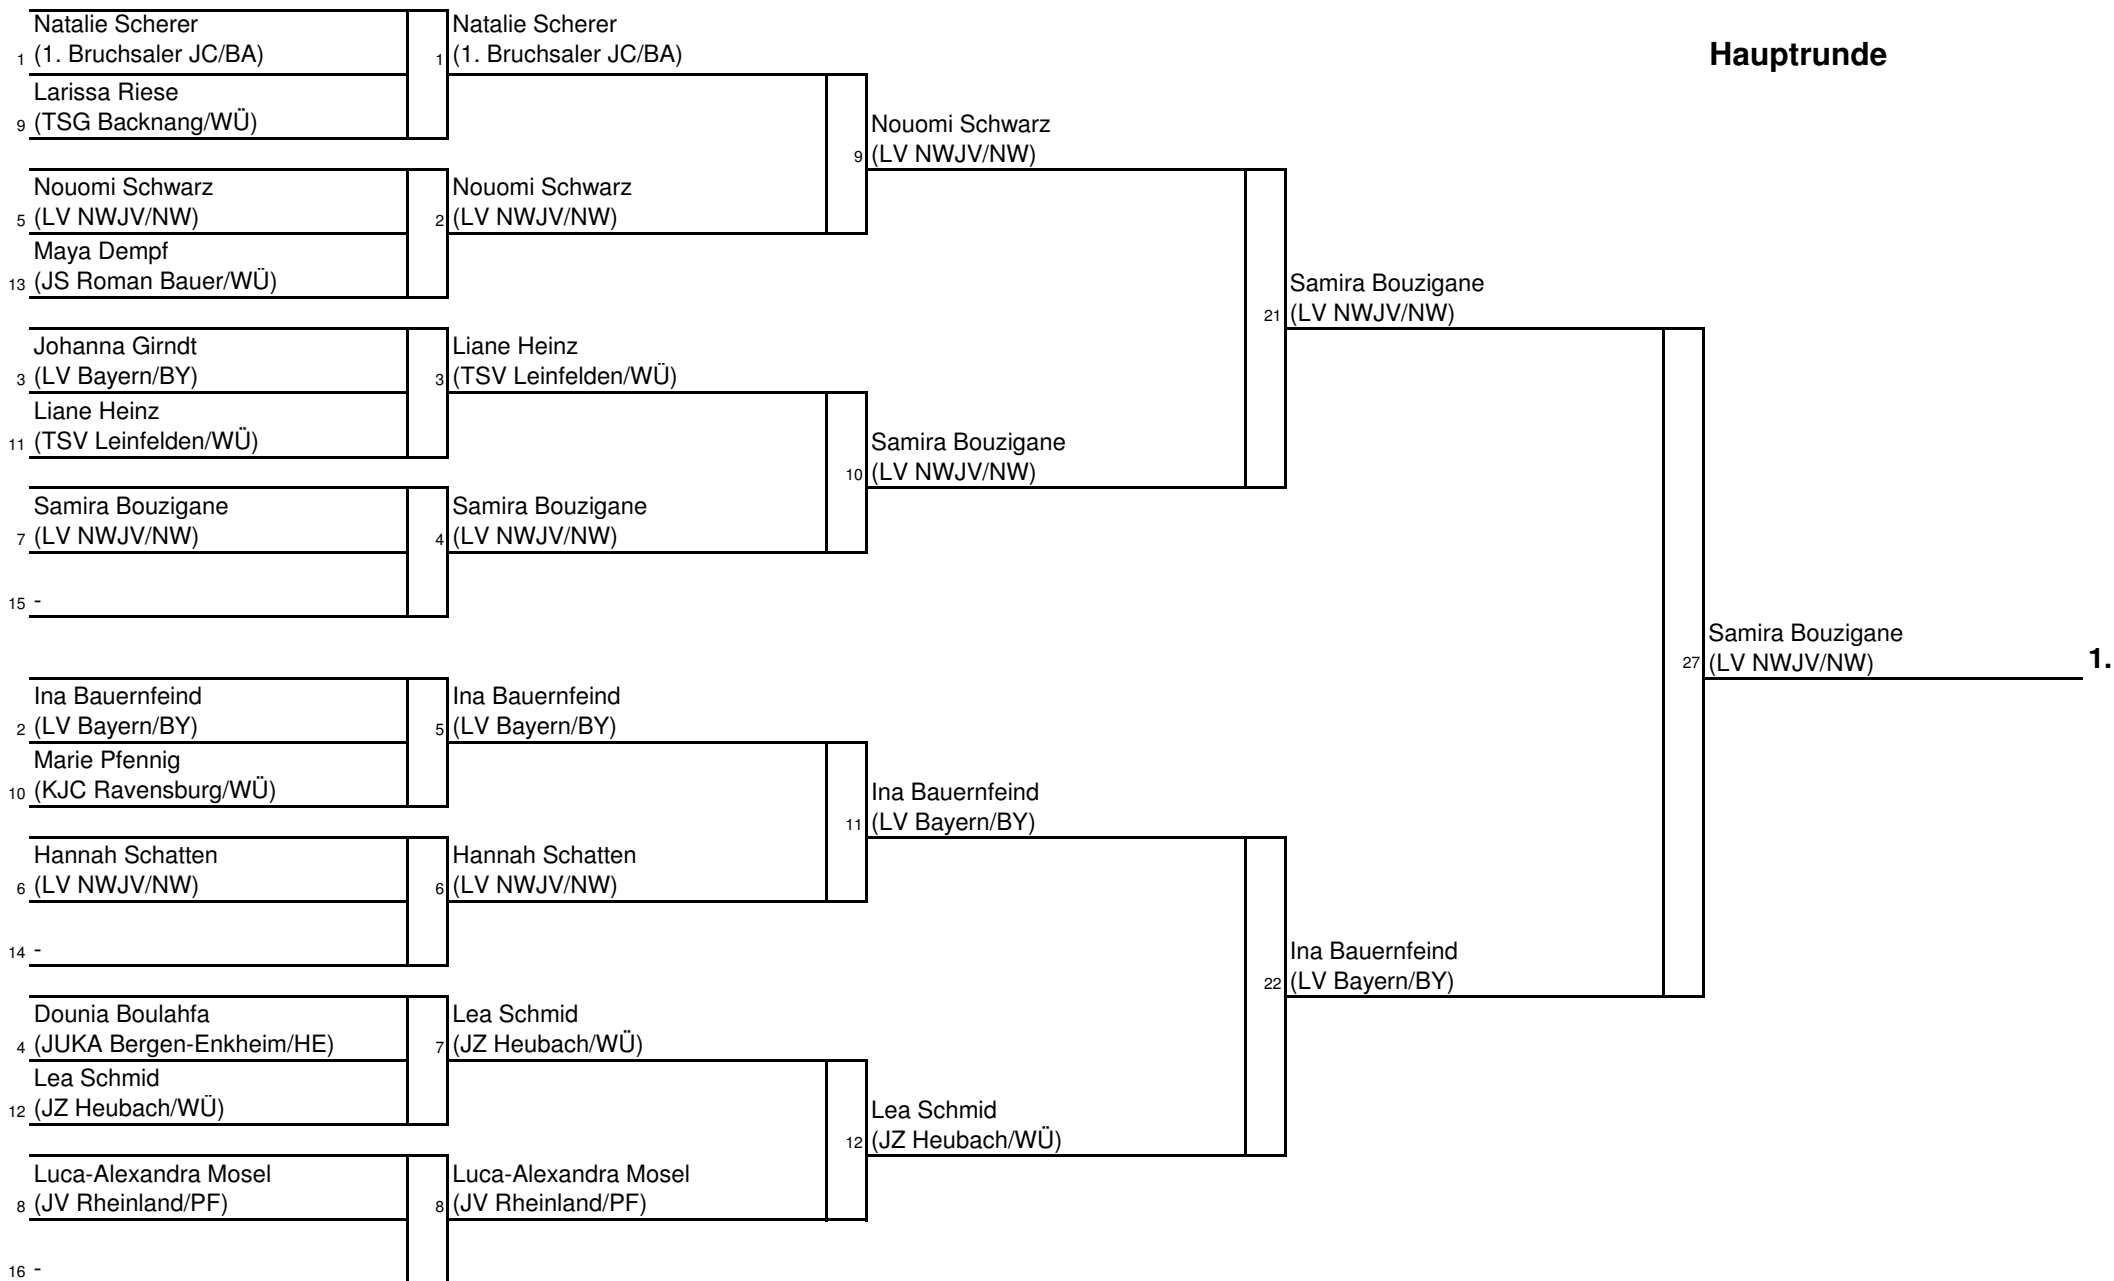 Hauptrunde
Natalie Scherer
1 (1. Bruchsaler JC/BA)
Larissa Riese
9 (TSG Backnang/WÜ)
Nouomi Schwarz
5 (LV NWJV/NW)
Maya Dempf
13 (JS Roman Bauer/WÜ)
Johanna Girndt
3 (LV Bayern/BY)
Liane Heinz
11 (TSV Leinfelden/WÜ)
Samira Bouzigane
7 (LV NWJV/NW)
15 -
Ina Bauernfeind
2 (LV Bayern/BY)
Marie Pfennig
10 (KJC Ravensburg/WÜ)
Hannah Schatten
6 (LV NWJV/NW)
14 -
Dounia Boulahfa
4 (JUKA Bergen-Enkheim/HE)
Lea Schmid
12 (JZ Heubach/WÜ)
Luca-Alexandra Mosel
8 (JV Rheinland/PF)
16 -
Natalie Scherer
1 (1. Bruchsaler JC/BA)
Nouomi Schwarz
2 (LV NWJV/NW)
Liane Heinz
3 (TSV Leinfelden/WÜ)
Samira Bouzigane
4 (LV NWJV/NW)
Ina Bauernfeind
5 (LV Bayern/BY)
Hannah Schatten
6 (LV NWJV/NW)
Lea Schmid
7 (JZ Heubach/WÜ)
Luca-Alexandra Mosel
8 (JV Rheinland/PF)
Nouomi Schwarz
9 (LV NWJV/NW)
Samira Bouzigane
10 (LV NWJV/NW)
Ina Bauernfeind
11 (LV Bayern/BY)
Lea Schmid
12 (JZ Heubach/WÜ)
Samira Bouzigane
21 (LV NWJV/NW)
Ina Bauernfeind
22 (LV Bayern/BY)
Samira Bouzigane
27 (LV NWJV/NW) 1.